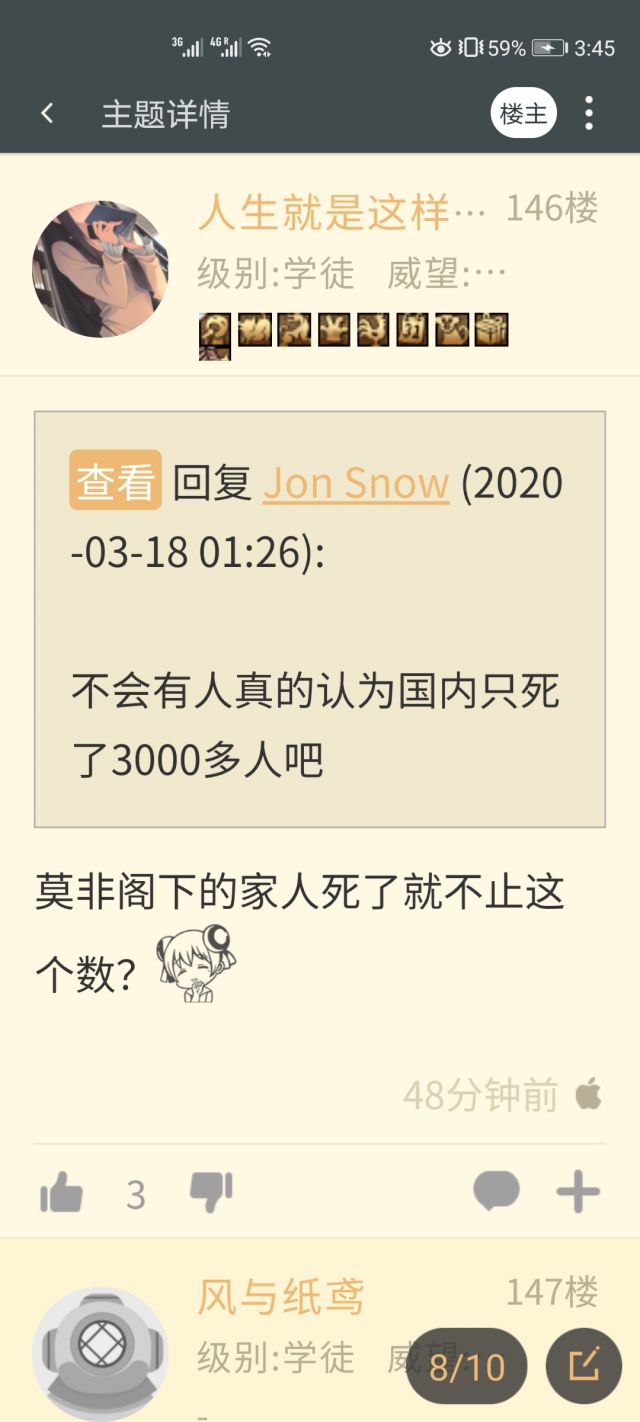 3G 4G R 59% 3:45
主题详情 楼主
人生就是这样… 146楼
级别:学徒 威望:…
查看 回复 Jon Snow (2020
-03-18 01:26):
不会有人真的认为国内只死
了3000多人吧
莫非阁下的家人死了就不止这
个数？
48分钟前
3
风与纸鸢 147楼
级别:学徒 威望:…
8/10
-